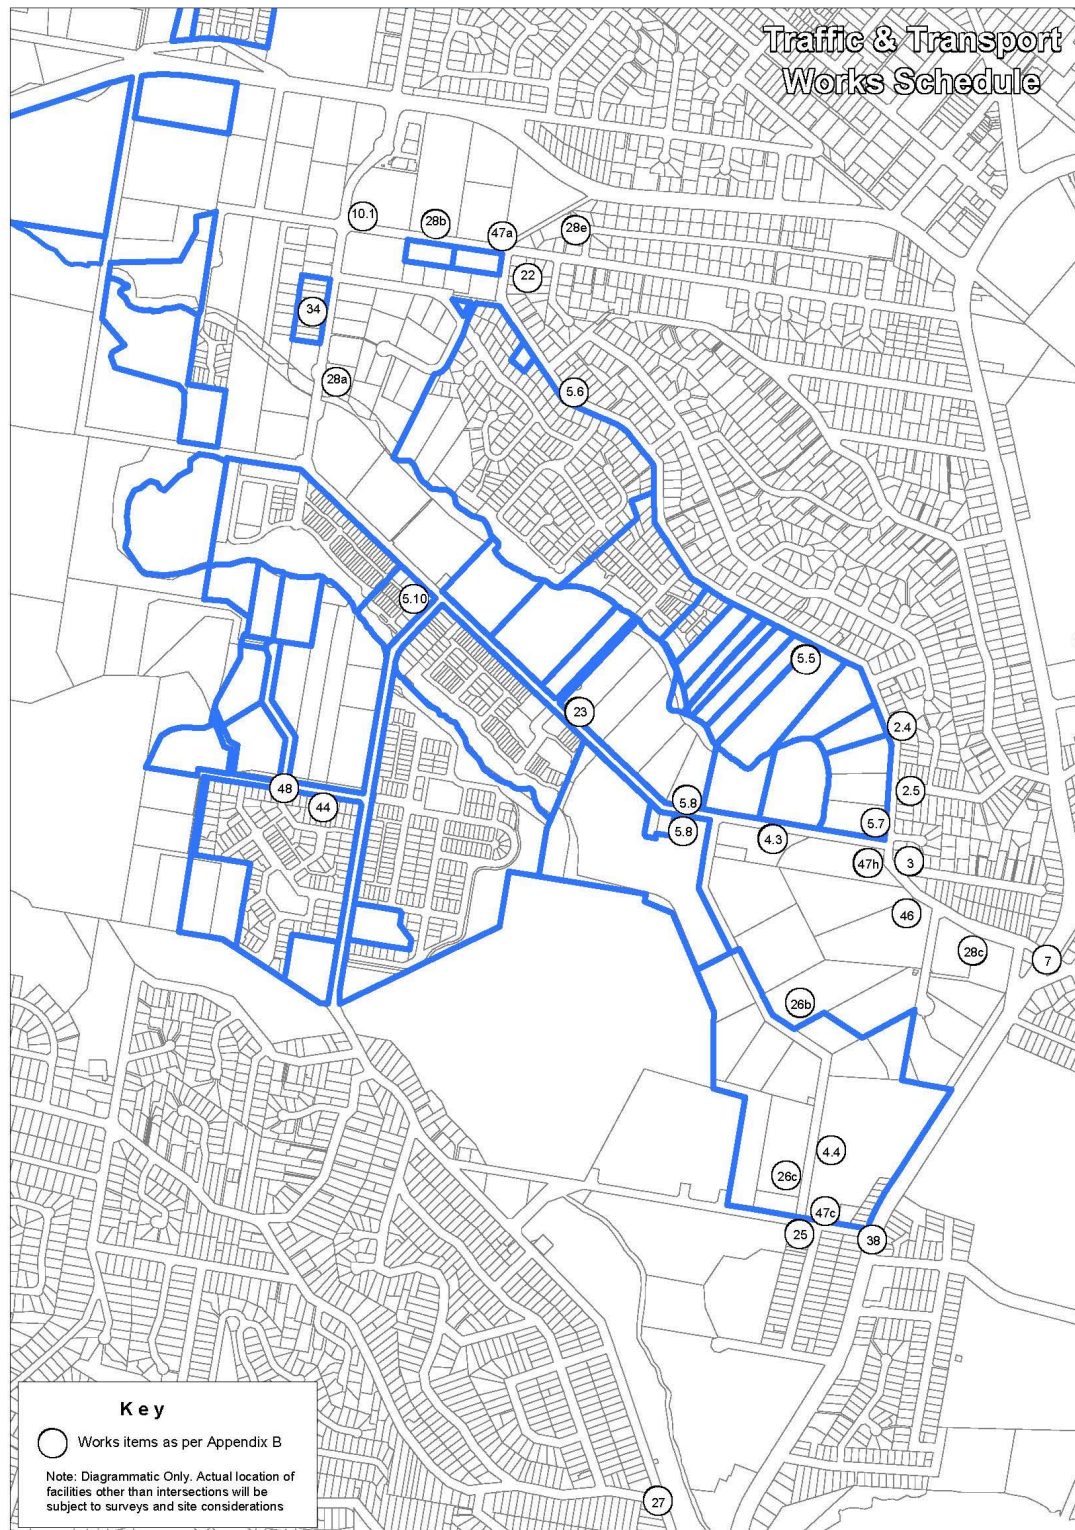 Traffic & Transport
Works Schedule
10.1
28b
47a
28e
22
34
28a
5.6
5.10
5.5
23
2.4
48
44
5.8
2.5
5.8
4.3
5.7
47h
3
46
28c
7
26b
4.4
26c
47c
25
38
Key
Works items as per Appendix B
Note: Diagrammatic Only. Actual location of
facilities other than intersections will be
subject to surveys and site considerations
27